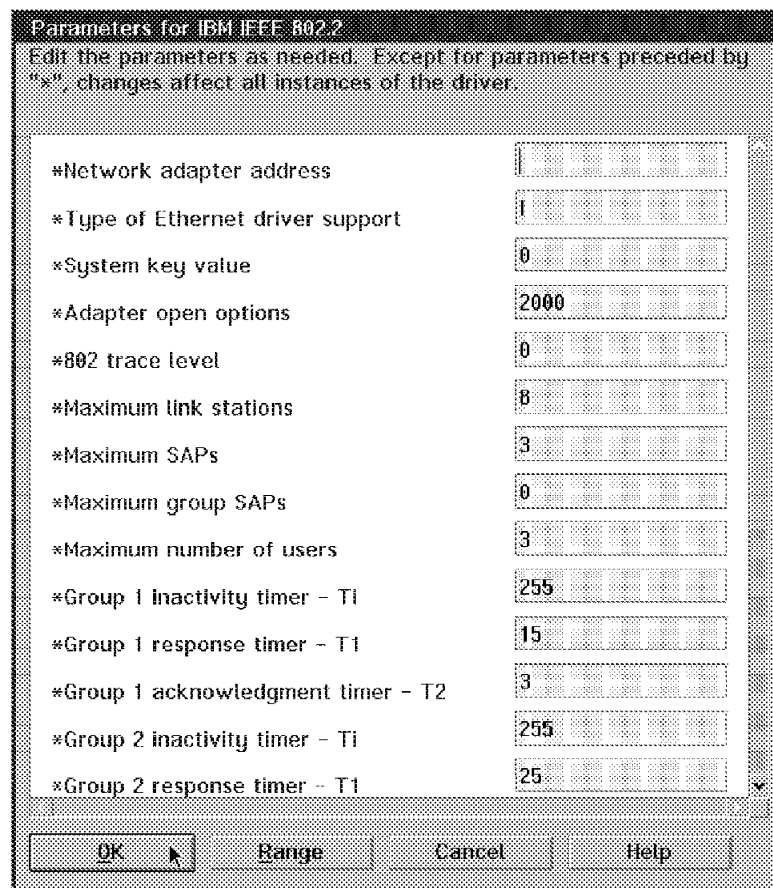 Parameters for IBM IEEE 802.2
Edit the parameters as needed. Except for parameters preceded by
"*", changes affect all instances of the driver.
*Network adapter address
*Type of Ethernet driver support I
*System key value 0
*Adapter open options 2000
*802 trace level 0
*Maximum link stations 8
*Maximum SAPs 3
*Maximum group SAPs 0
*Maximum number of users 3
*Group 1 inactivity timer - Ti 255
*Group 1 response timer - T1 15
*Group 1 acknowledgment timer - T2 3
*Group 2 inactivity timer - Ti 255
*Group 2 response timer - T1 25
OK Range Cancel Help